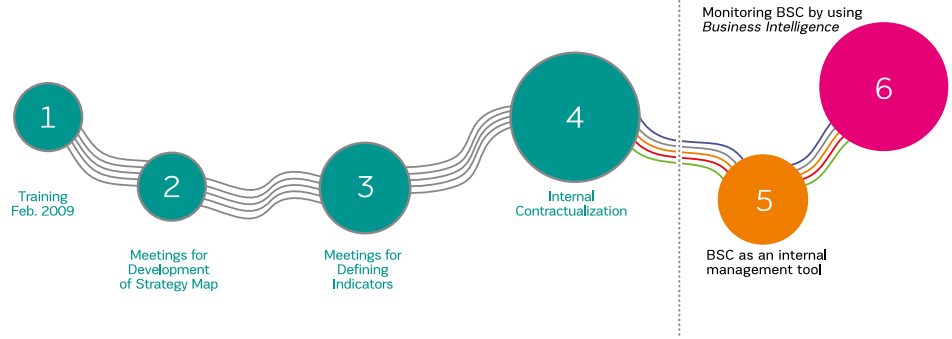 1
Training
Feb. 2009
2
Meetings for
Development
of Strategy Map
3
Meetings for
Defining
Indicators
4
Internal
Contractualization
5
BSC as an internal
management tool
Monitoring BSC by using
Business Intelligence
6